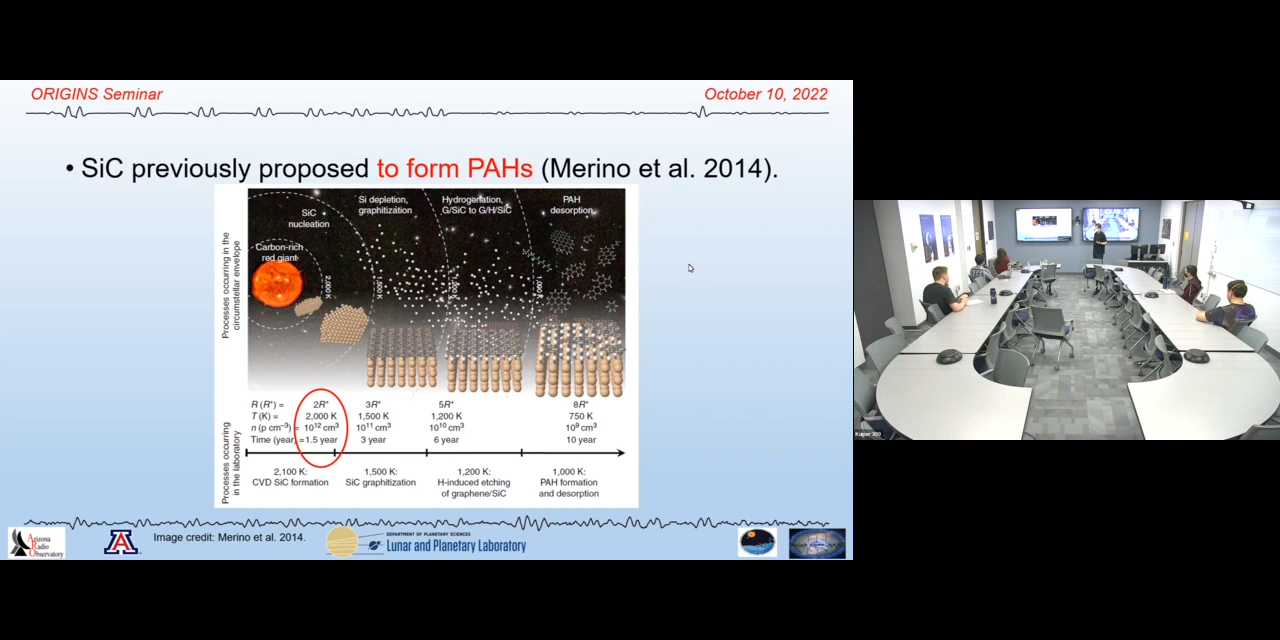 ORIGINS Seminar
October 10, 2022
• SiC previously proposed to form PAHs (Merino et al. 2014).
Processes occurring in the circumstellar envelope
Carbon-rich
red giant
SiC
nucleation
Si depletion,
graphitization
Hydrogenation,
G/SiC to G/H/SiC
PAH
desorption
2,000 K
1,000 K
R (R*) = 2R* 3R* 5R* 8R*
T (K) = 2,000 K 1,500 K 1,200 K 750 K
n (p cm⁻³) = 10¹² cm³ 10¹¹ cm³ 10¹⁰ cm³ 10⁹ cm³
Time (year) = 1.5 year 3 year 6 year 10 year
Processes occurring
in the laboratory
2,100 K:
CVD SiC formation
1,500 K:
SiC graphitization
1,200 K:
H-induced etching
of graphene/SiC
1,000 K:
PAH formation
and desorption
Arizona
Radio
Observatory
A
Image credit: Merino et al. 2014.
DEPARTMENT OF PLANETARY SCIENCES
Lunar and Planetary Laboratory
Kuiper 309